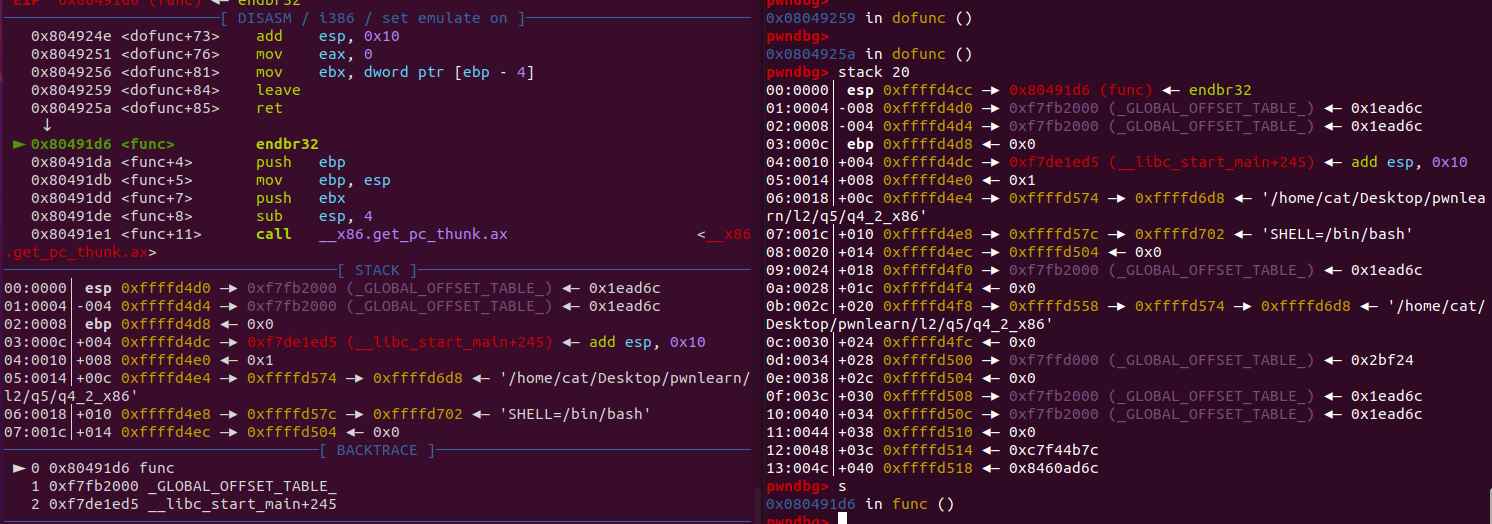 *EIP  0x80491d6 (func) ◄— endbr32
[ DISASM / i386 / set emulate on ]
0x804924e <dofunc+73>    add    esp, 0x10
0x8049251 <dofunc+76>    mov    eax, 0
0x8049256 <dofunc+81>    mov    ebx, dword ptr [ebp - 4]
0x8049259 <dofunc+84>    leave
0x804925a <dofunc+85>    ret
↓
► 0x80491d6 <func>          endbr32
0x80491da <func+4>        push   ebp
0x80491db <func+5>        mov    ebp, esp
0x80491dd <func+7>        push   ebx
0x80491de <func+8>        sub    esp, 4
0x80491e1 <func+11>       call   __x86.get_pc_thunk.ax                      <__x86
.get_pc_thunk.ax>
[ STACK ]
00:0000│ esp 0xffffd4d0 —► 0xf7fb2000 (_GLOBAL_OFFSET_TABLE_) ◄— 0x1ead6c
01:0004│-004 0xffffd4d4 —► 0xf7fb2000 (_GLOBAL_OFFSET_TABLE_) ◄— 0x1ead6c
02:0008│ ebp 0xffffd4d8 ◄— 0x0
03:000c│+004 0xffffd4dc —► 0xf7de1ed5 (__libc_start_main+245) ◄— add esp, 0x10
04:0010│+008 0xffffd4e0 ◄— 0x1
05:0014│+00c 0xffffd4e4 —► 0xffffd574 —► 0xffffd6d8 ◄— '/home/cat/Desktop/pwnlearn/
l2/q5/q4_2_x86'
06:0018│+010 0xffffd4e8 —► 0xffffd57c —► 0xffffd702 ◄— 'SHELL=/bin/bash'
07:001c│+014 0xffffd4ec —► 0xffffd504 ◄— 0x0
[ BACKTRACE ]
► 0 0x80491d6 func
1 0xf7fb2000 _GLOBAL_OFFSET_TABLE_
2 0xf7de1ed5 __libc_start_main+245
pwndbg>
0x08049259 in dofunc ()
pwndbg>
0x0804925a in dofunc ()
pwndbg> stack 20
00:0000│ esp 0xffffd4cc —► 0x80491d6 (func) ◄— endbr32
01:0004│-008 0xffffd4d0 —► 0xf7fb2000 (_GLOBAL_OFFSET_TABLE_) ◄— 0x1ead6c
02:0008│-004 0xffffd4d4 —► 0xf7fb2000 (_GLOBAL_OFFSET_TABLE_) ◄— 0x1ead6c
03:000c│ ebp 0xffffd4d8 ◄— 0x0
04:0010│+004 0xffffd4dc —► 0xf7de1ed5 (__libc_start_main+245) ◄— add esp, 0x10
05:0014│+008 0xffffd4e0 ◄— 0x1
06:0018│+00c 0xffffd4e4 —► 0xffffd574 —► 0xffffd6d8 ◄— '/home/cat/Desktop/pwnlea
rn/l2/q5/q4_2_x86'
07:001c│+010 0xffffd4e8 —► 0xffffd57c —► 0xffffd702 ◄— 'SHELL=/bin/bash'
08:0020│+014 0xffffd4ec —► 0xffffd504 ◄— 0x0
09:0024│+018 0xffffd4f0 —► 0xf7fb2000 (_GLOBAL_OFFSET_TABLE_) ◄— 0x1ead6c
0a:0028│+01c 0xffffd4f4 ◄— 0x0
0b:002c│+020 0xffffd4f8 —► 0xffffd558 —► 0xffffd574 —► 0xffffd6d8 ◄— '/home/cat/
Desktop/pwnlearn/l2/q5/q4_2_x86'
0c:0030│+024 0xffffd4fc ◄— 0x0
0d:0034│+028 0xffffd500 —► 0xf7ffd000 (_GLOBAL_OFFSET_TABLE_) ◄— 0x2bf24
0e:0038│+02c 0xffffd504 ◄— 0x0
0f:003c│+030 0xffffd508 —► 0xf7fb2000 (_GLOBAL_OFFSET_TABLE_) ◄— 0x1ead6c
10:0040│+034 0xffffd50c —► 0xf7fb2000 (_GLOBAL_OFFSET_TABLE_) ◄— 0x1ead6c
11:0044│+038 0xffffd510 ◄— 0x0
12:0048│+03c 0xffffd514 ◄— 0xc7f44b7c
13:004c│+040 0xffffd518 ◄— 0x8460ad6c
pwndbg> s
0x080491d6 in func ()